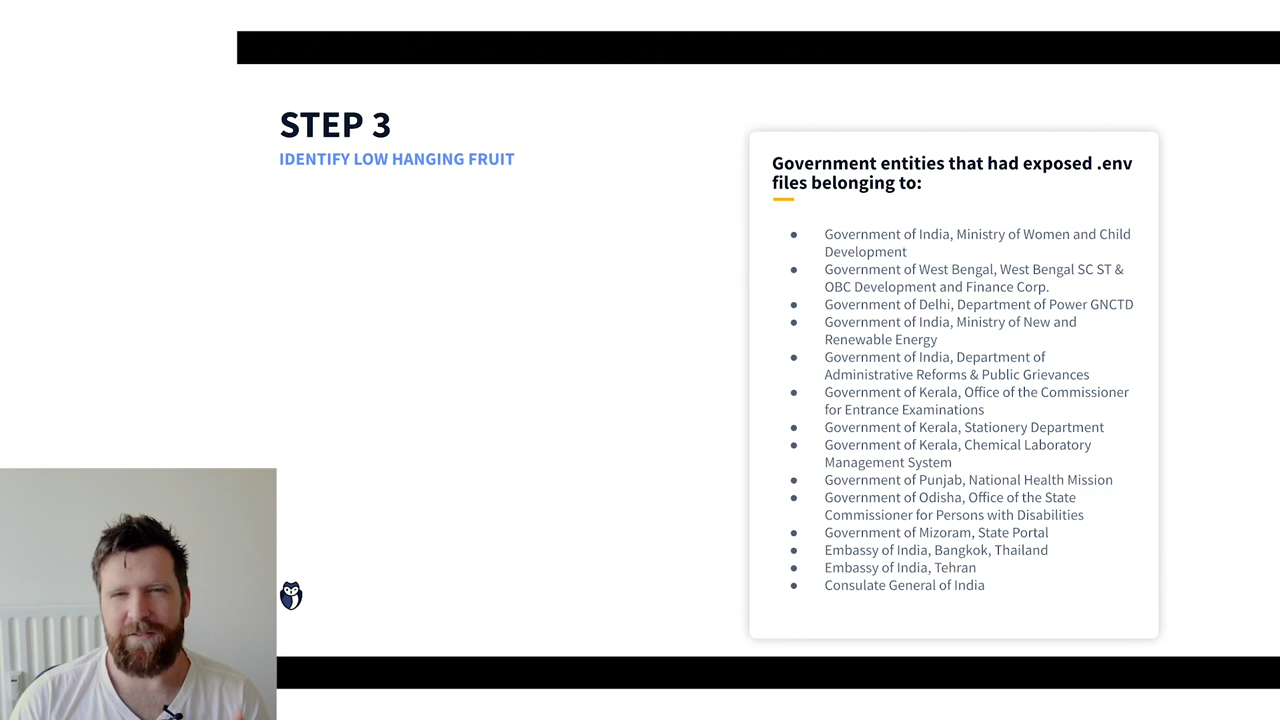 STEP 3
IDENTIFY LOW HANGING FRUIT
Government entities that had exposed .env
files belonging to:
● Government of India, Ministry of Women and Child
Development
● Government of West Bengal, West Bengal SC ST &
OBC Development and Finance Corp.
● Government of Delhi, Department of Power GNCTD
● Government of India, Ministry of New and
Renewable Energy
● Government of India, Department of
Administrative Reforms & Public Grievances
● Government of Kerala, Office of the Commissioner
for Entrance Examinations
● Government of Kerala, Stationery Department
● Government of Kerala, Chemical Laboratory
Management System
● Government of Punjab, National Health Mission
● Government of Odisha, Office of the State
Commissioner for Persons with Disabilities
● Government of Mizoram, State Portal
● Embassy of India, Bangkok, Thailand
● Embassy of India, Tehran
● Consulate General of India